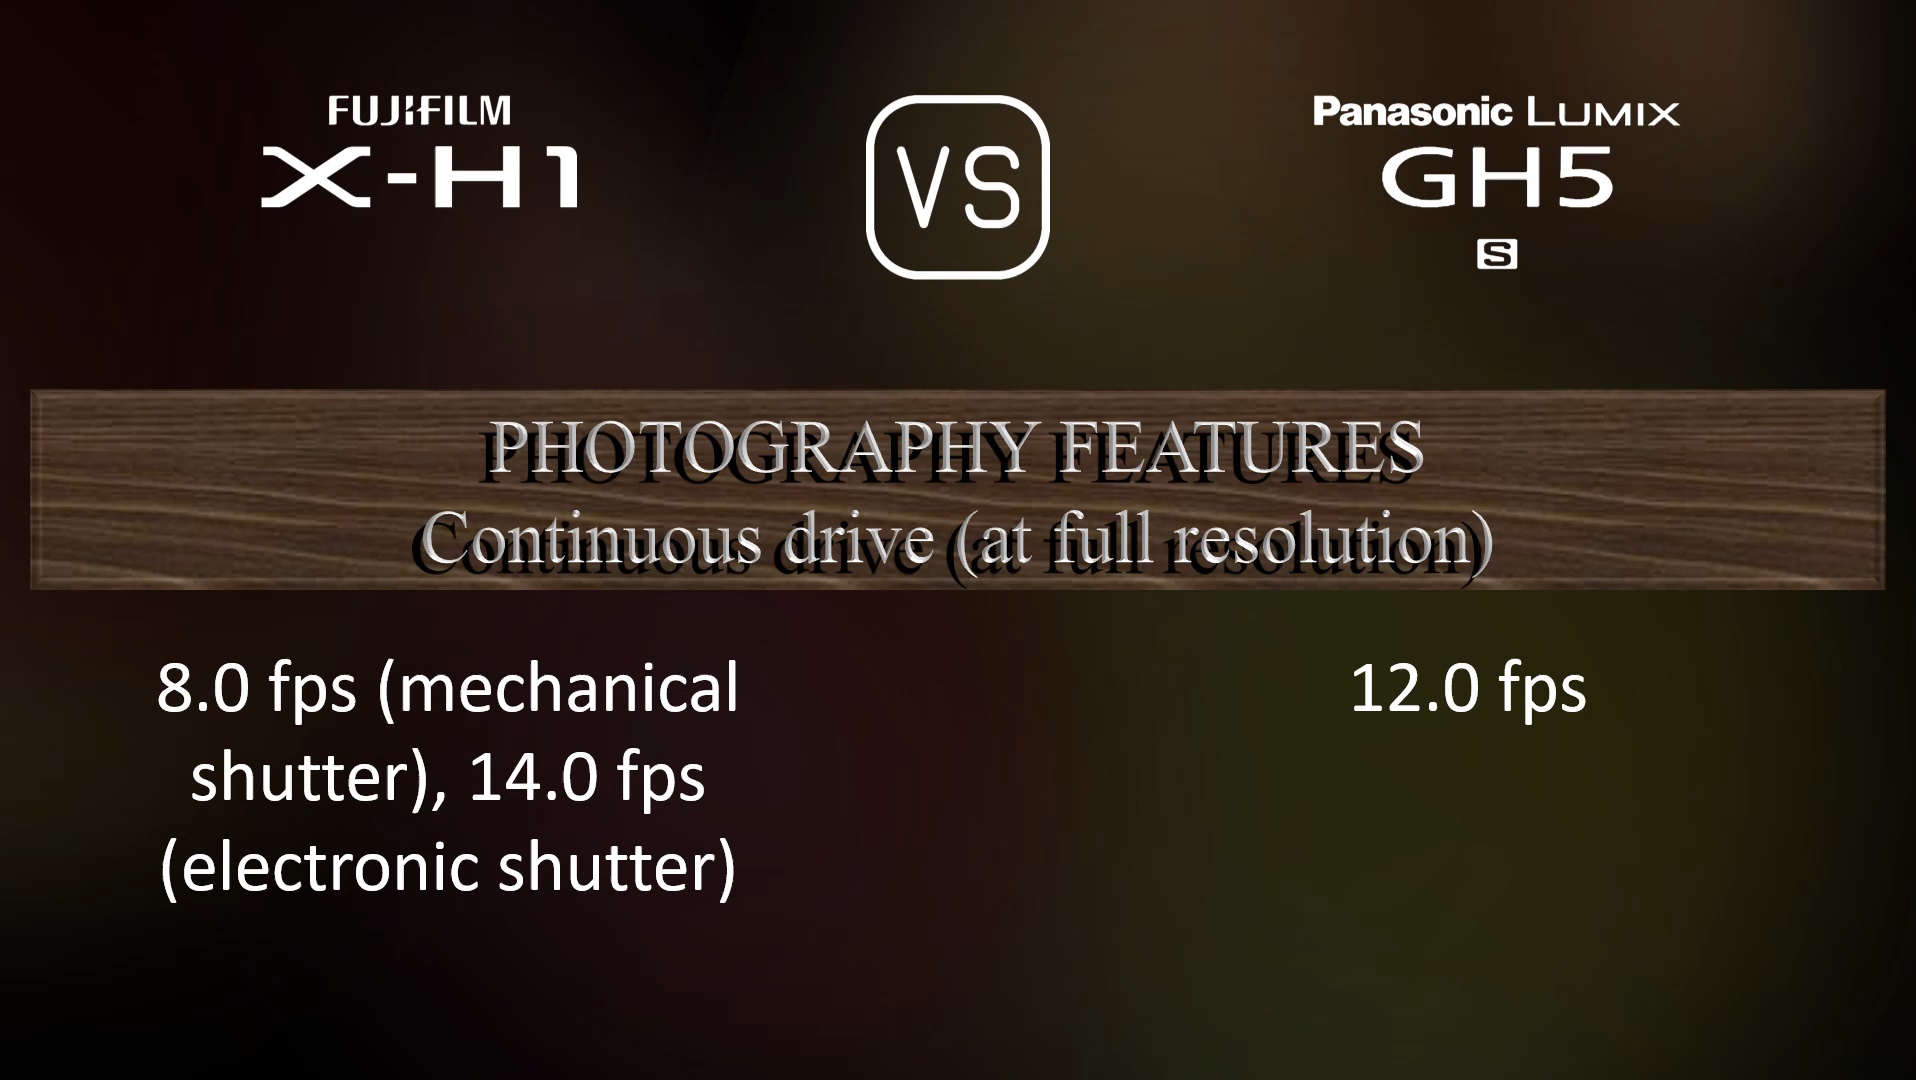 FUJIFILM
X-H1
VS
Panasonic LUMIX
GH5
S
PHOTOGRAPHY FEATURES
Continuous drive (at full resolution)
8.0 fps (mechanical
shutter), 14.0 fps
(electronic shutter)
12.0 fps